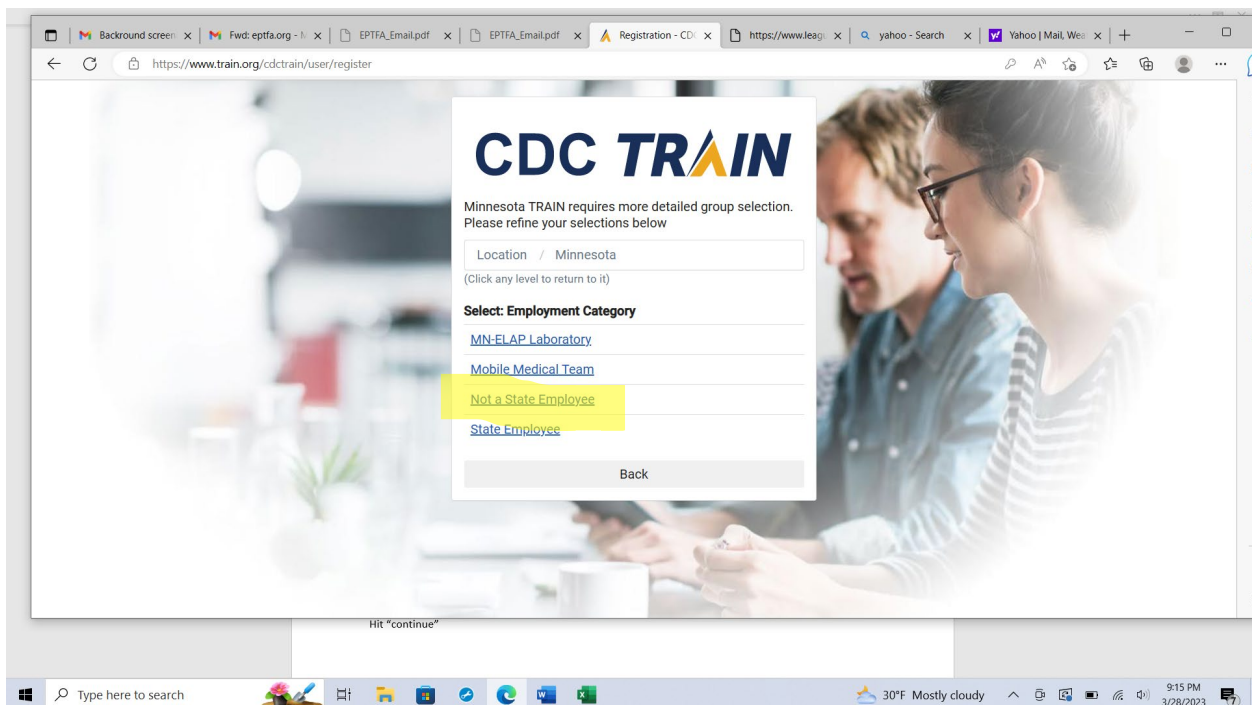 Backround screen
Fwd: eptfa.org - M
EPTFA_Email.pdf
EPTFA_Email.pdf
Registration - CDC
https://www.leagu
yahoo - Search
Yahoo | Mail, Wea
https://www.train.org/cdctrain/user/register
CDC TRAIN
Minnesota TRAIN requires more detailed group selection.
Please refine your selections below
Location / Minnesota
(Click any level to return to it)
Select: Employment Category
MN-ELAP Laboratory
Mobile Medical Team
Not a State Employee
State Employee
Back
Hit "continue"
Type here to search
30°F Mostly cloudy
9:15 PM
3/28/2023
7